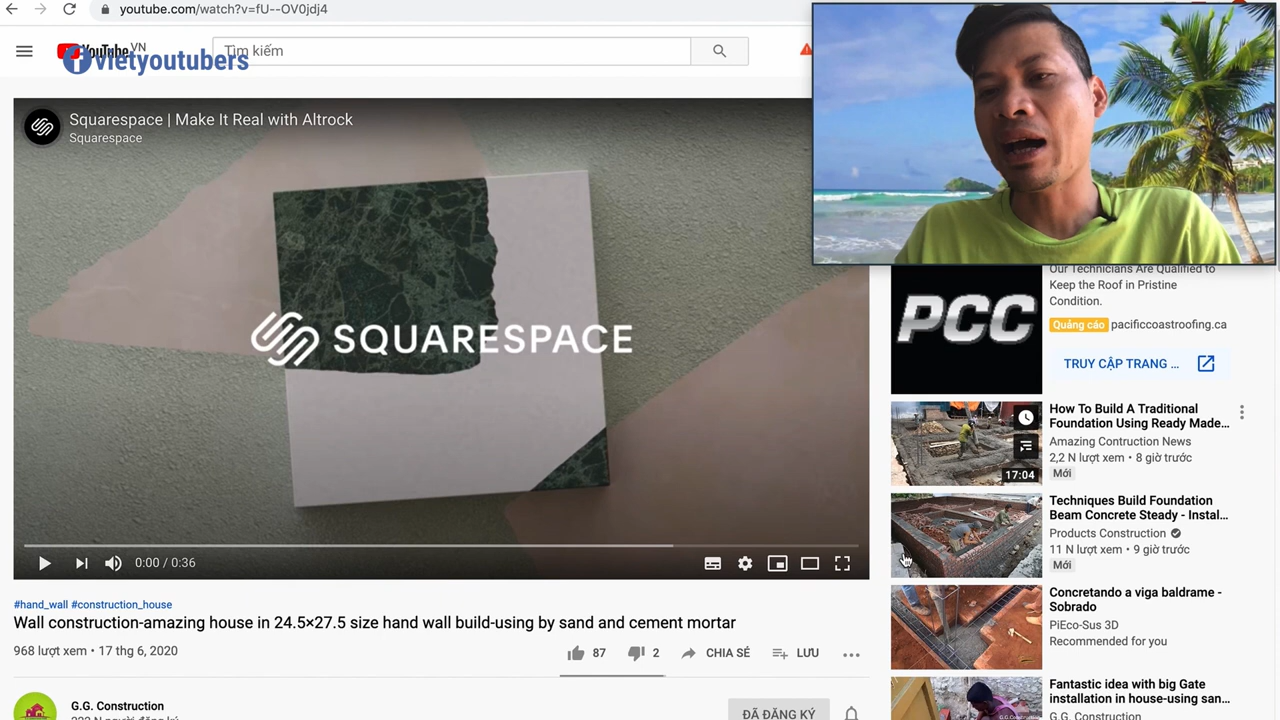 youtube.com/watch?v=fU--OV0jdj4
YouTube VN
vietyoutubers
Tìm kiếm
Squarespace | Make It Real with Altrock
Squarespace
SQUARESPACE
0:00 / 0:36
#hand_wall #construction_house
Wall construction-amazing house in 24.5×27.5 size hand wall build-using by sand and cement mortar
968 lượt xem • 17 thg 6, 2020
87
2
CHIA SẺ
LƯU
G.G. Construction
ĐÃ ĐĂNG KÝ
Our Technicians Are Qualified to
Keep the Roof in Pristine
Condition.
Quảng cáo pacificcoastroofing.ca
PCC
TRUY CẬP TRANG ...
How To Build A Traditional
Foundation Using Ready Made...
Amazing Contruction News
2,2 N lượt xem • 8 giờ trước
Mới
17:04
Techniques Build Foundation
Beam Concrete Steady - Instal...
Products Construction
11 N lượt xem • 9 giờ trước
Mới
Concretando a viga baldrame -
Sobrado
PiEco-Sus 3D
Recommended for you
Fantastic idea with big Gate
installation in house-using san...
G.G. Construction
G.G. Construction